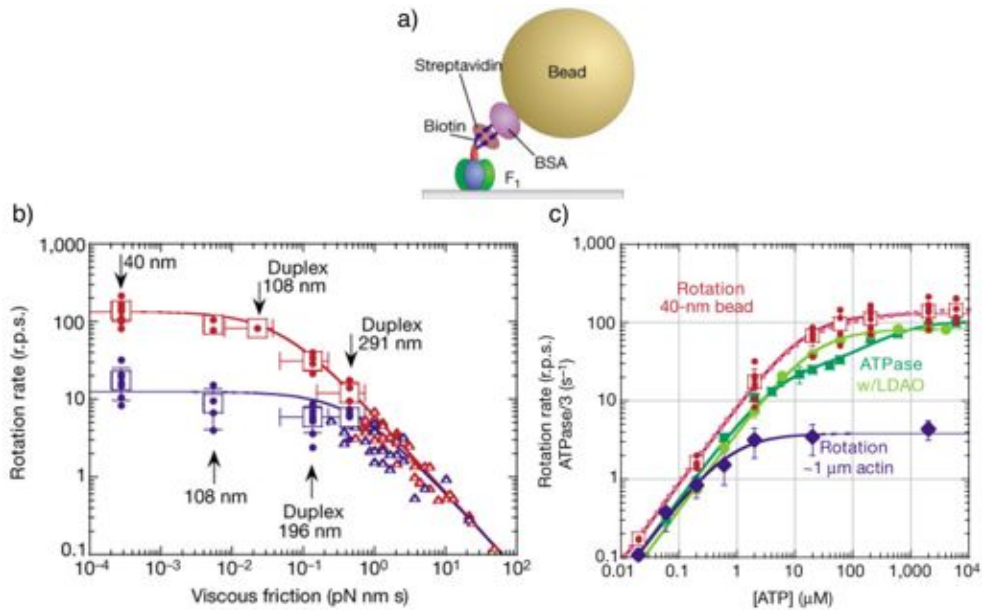 a)
Streptavidin
Bead
Biotin
BSA
F₁
b)
Rotation rate (r.p.s.)
1,000
100
10
1
0.1
40 nm
Duplex
108 nm
Duplex
291 nm
108 nm
Duplex
196 nm
10⁻⁴
10⁻³
10⁻²
10⁻¹
10⁰
10¹
10²
Viscous friction (pN nm s)
c)
Rotation rate (r.p.s.)
ATPase/3 (s⁻¹)
1,000
100
10
1
0.1
Rotation
40-nm bead
ATPase
w/LDAO
Rotation
~1 μm actin
0.01
0.1
1
10
100
1,000
10⁴
[ATP] (μM)